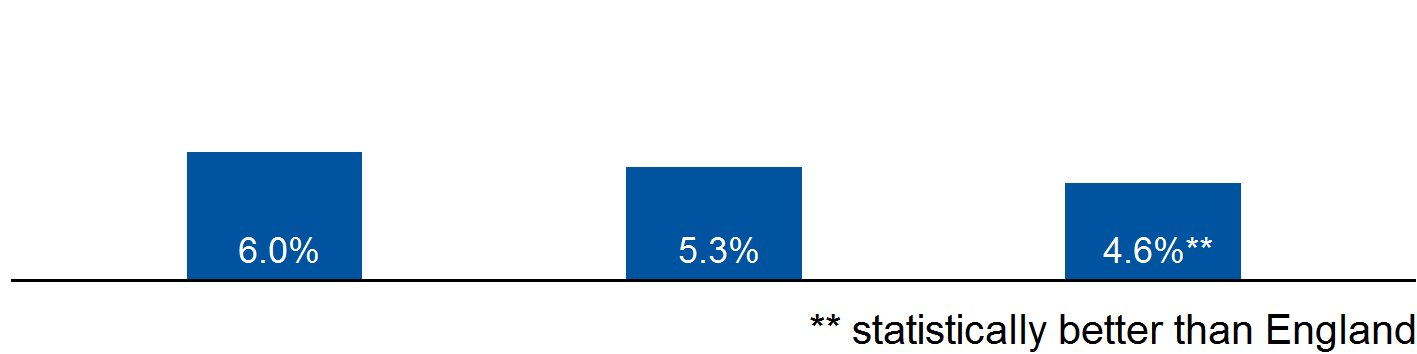 6.0% 5.3% 4.6%**
** statistically better than England